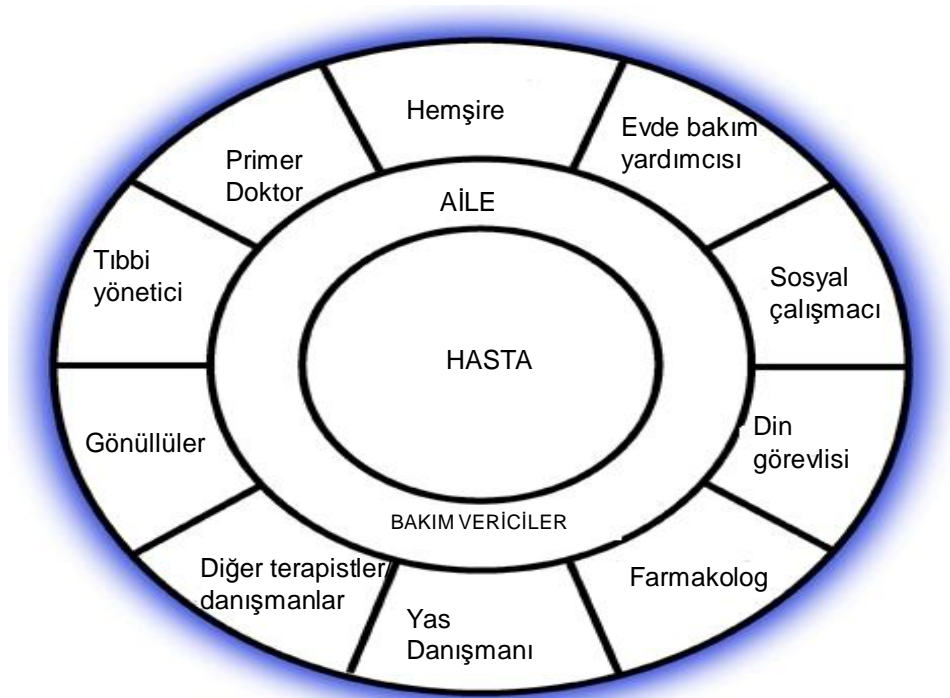 Hemşire
Evde bakım
yardımcısı
Primer
Doktor
AİLE
Tıbbi
yönetici
Sosyal
çalışmacı
HASTA
Gönüllüler
Din
görevlisi
BAKIM VERİCİLER
Diğer terapistler
danışmanlar
Farmakolog
Yas
Danışmanı